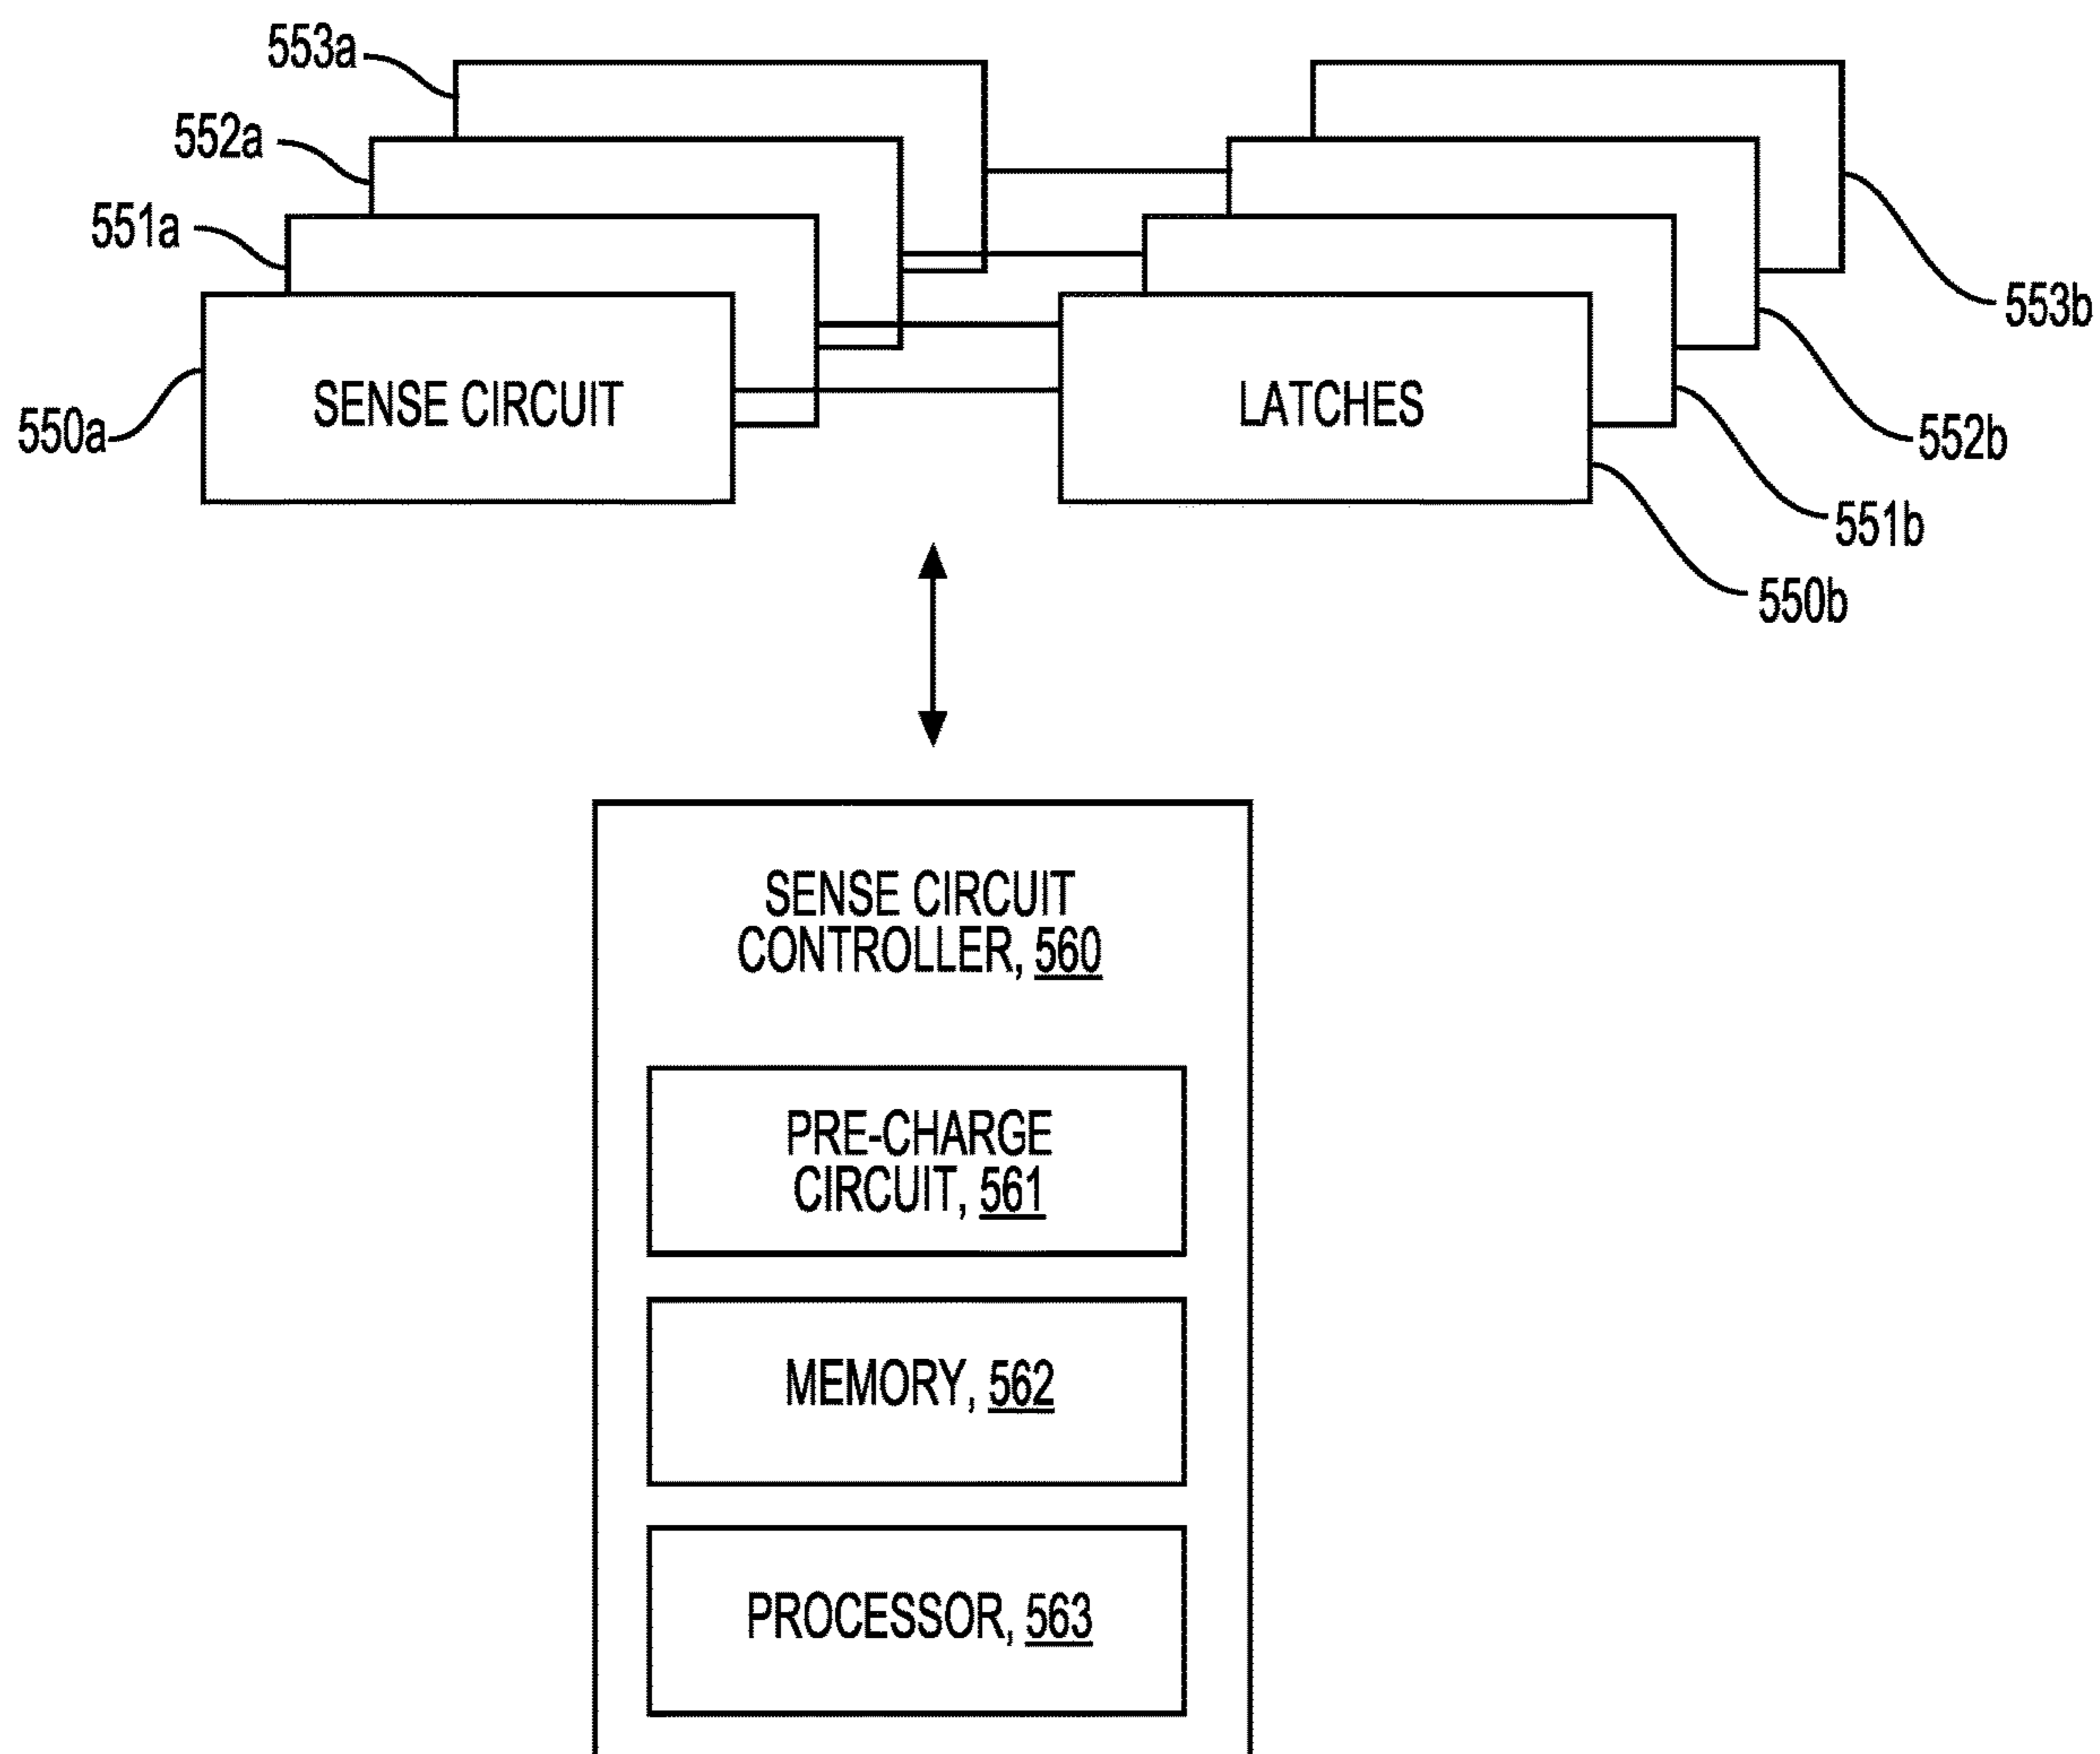 553a
552a
551a
550a
SENSE CIRCUIT
LATCHES
553b
552b
551b
550b
SENSE CIRCUIT
CONTROLLER, 560
PRE-CHARGE
CIRCUIT, 561
MEMORY, 562
PROCESSOR, 563